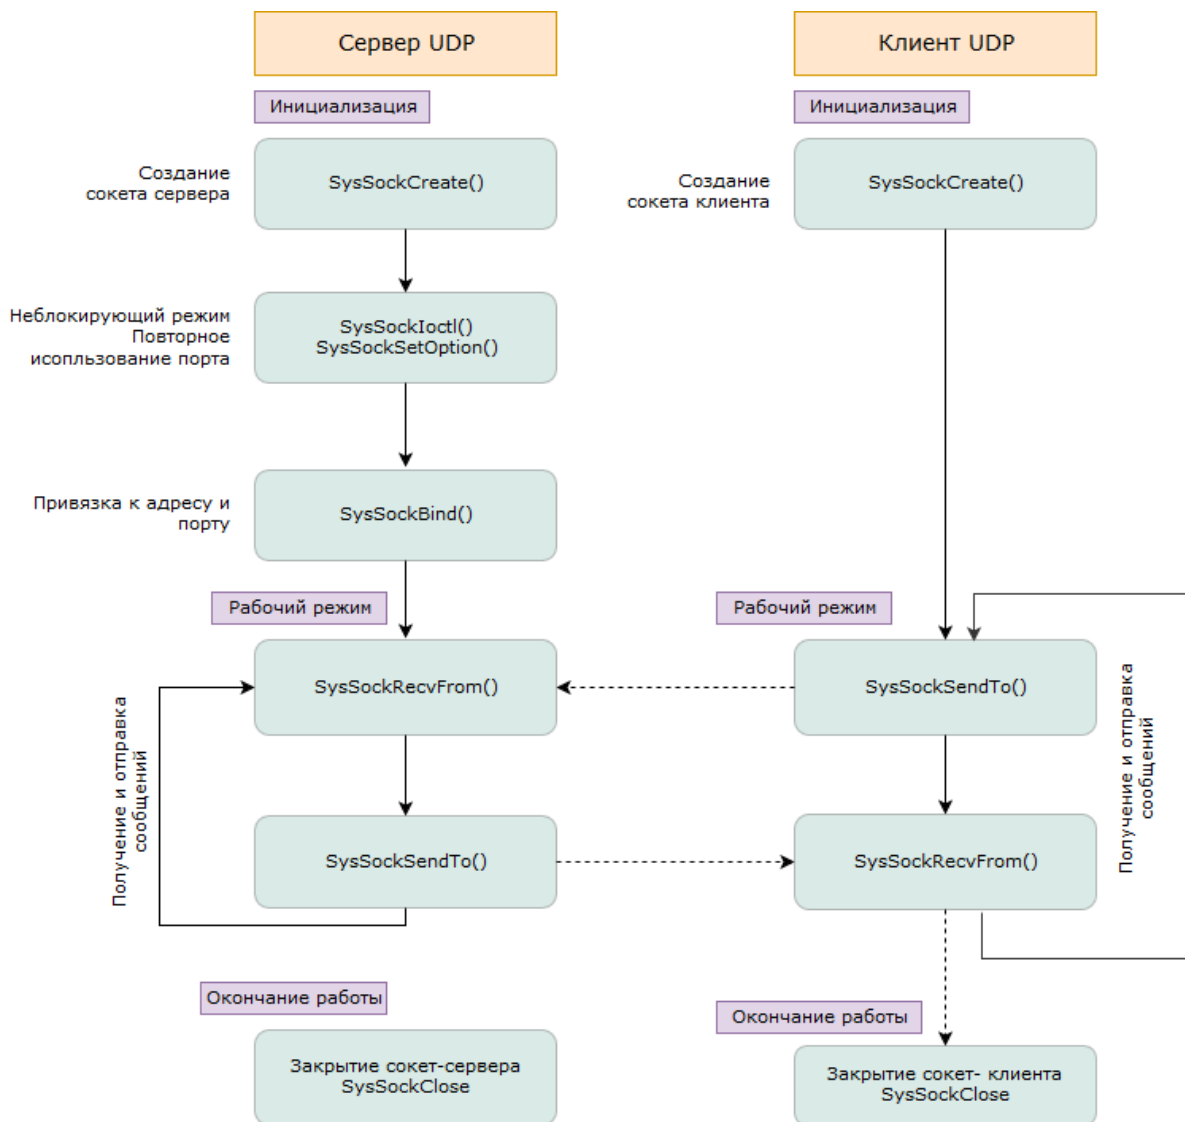 Сервер UDP
Клиент UDP
Инициализация
Инициализация
Создание
сокета сервера
SysSockCreate()
Создание
сокета клиента
SysSockCreate()
Неблокирующий режим
Повторное
исопльзование порта
SysSockIoctl()
SysSockSetOption()
Привязка к адресу и
порту
SysSockBind()
Рабочий режим
Рабочий режим
SysSockRecvFrom()
SysSockSendTo()
Получение и отправка
сообщений
Получение и отправка
сообщений
SysSockSendTo()
SysSockRecvFrom()
Окончание работы
Окончание работы
Закрытие сокет-сервера
SysSockClose
Закрытие сокет- клиента
SysSockClose